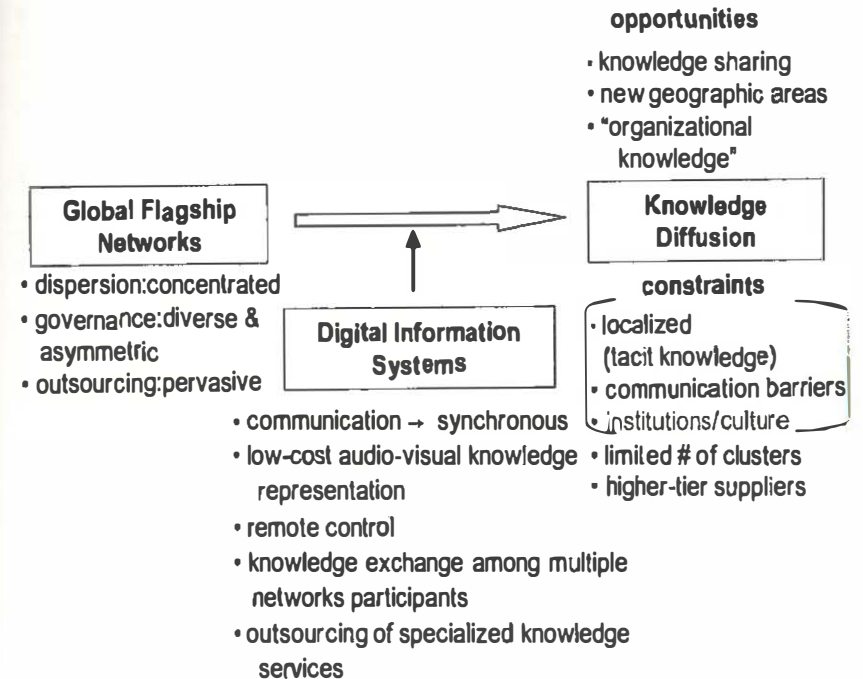 opportunities
• knowledge sharing
• new geographic areas
• "organizational
knowledge"
Global Flagship
Networks
Knowledge
Diffusion
• dispersion:concentrated
• governance:diverse &
asymmetric
• outsourcing:pervasive
Digital Information
Systems
constraints
• localized
(tacit knowledge)
• communication barriers
• institutions/culture
• limited # of clusters
• higher-tier suppliers
• communication → synchronous
• low-cost audio-visual knowledge
representation
• remote control
• knowledge exchange among multiple
networks participants
• outsourcing of specialized knowledge
services